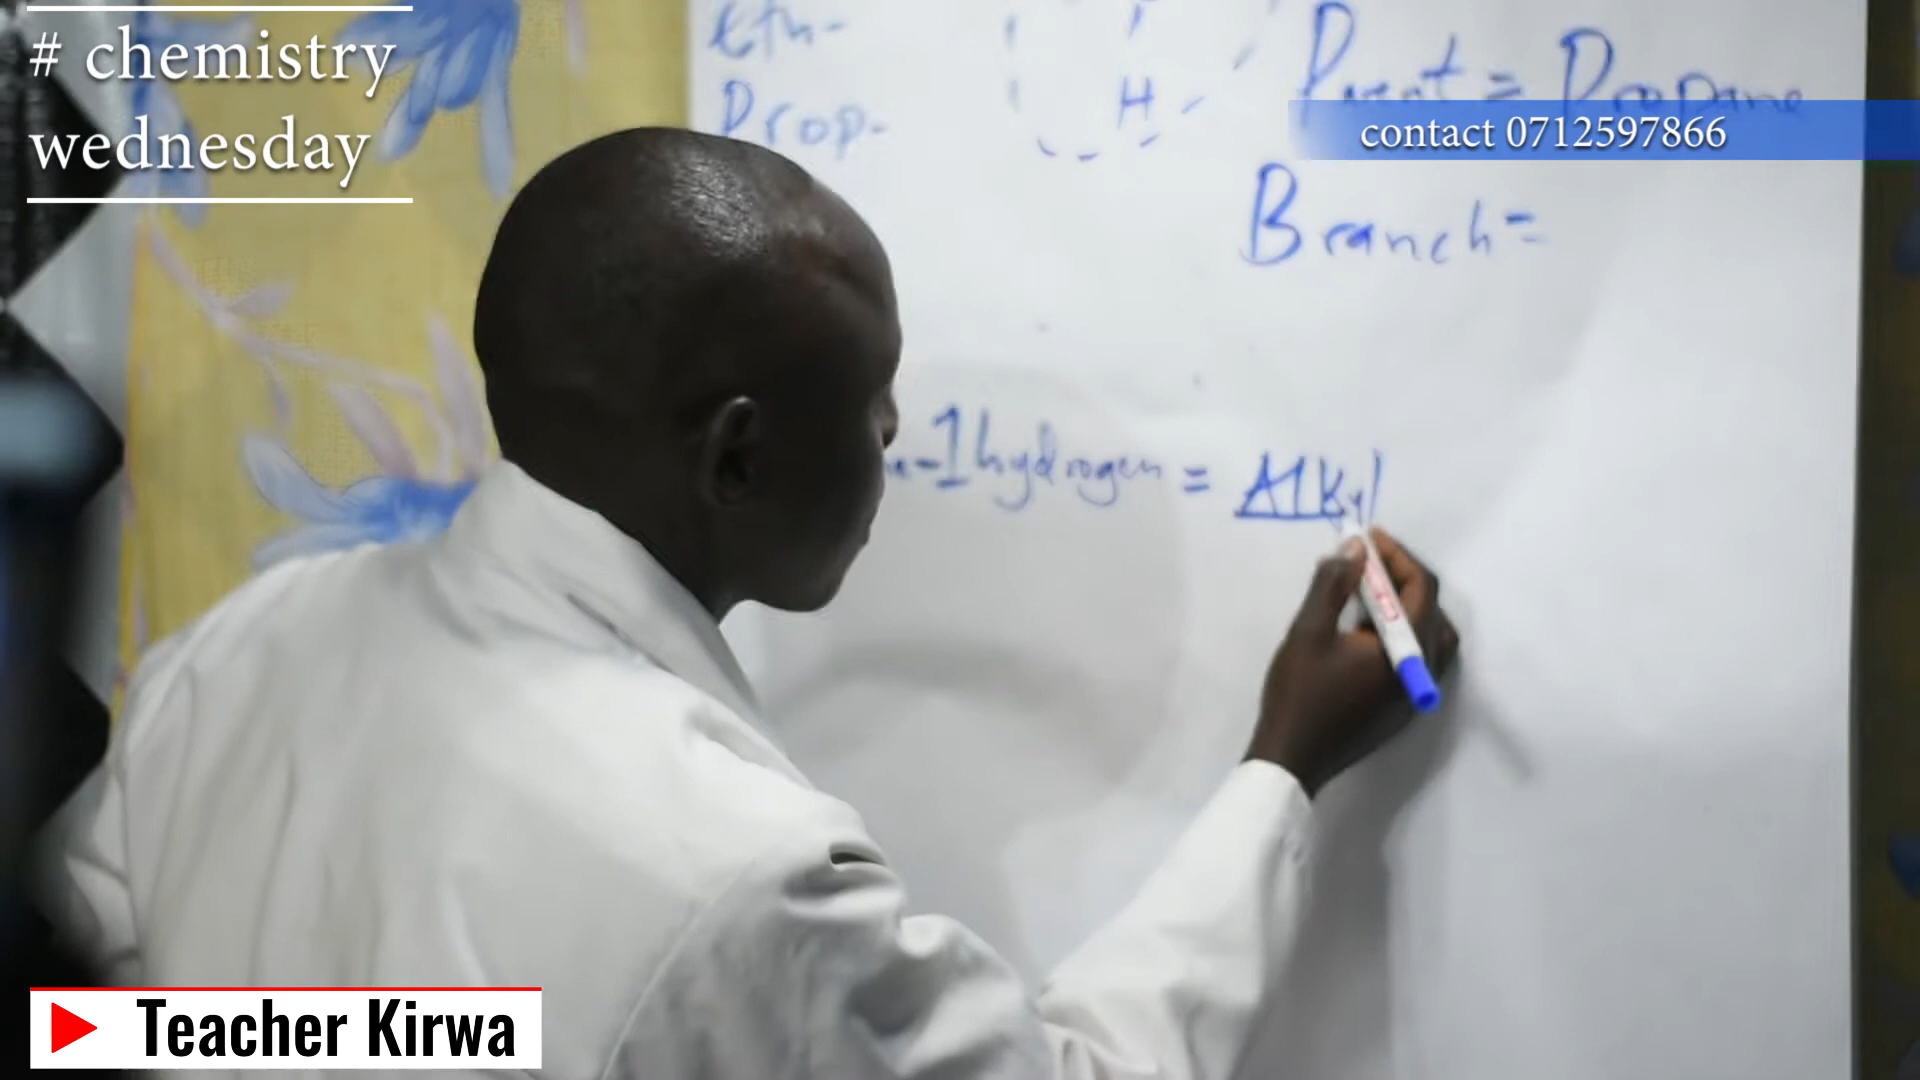 # chemistry
wednesday
eth-
Prop-
H
Parent = Propane
contact 0712597866
Branch =
-1 hydrogen = Alkyl
Teacher Kirwa